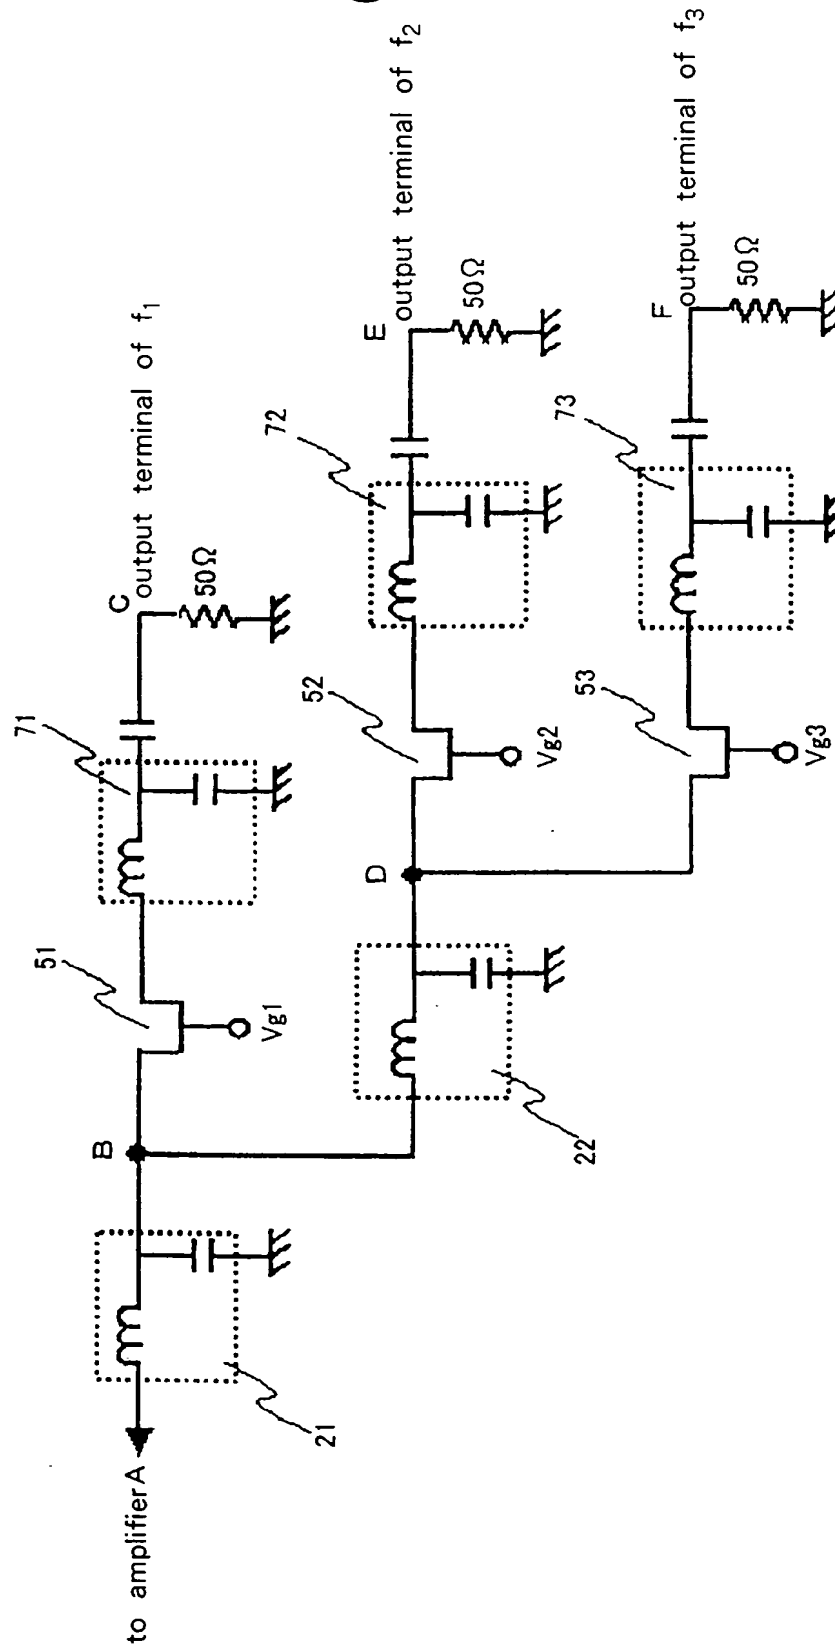 to amplifier A
21
B
51
Vg1
71
C
output terminal of f₁
50Ω
22
D
52
Vg2
72
E
output terminal of f₂
50Ω
53
Vg3
73
F
output terminal of f₃
50Ω